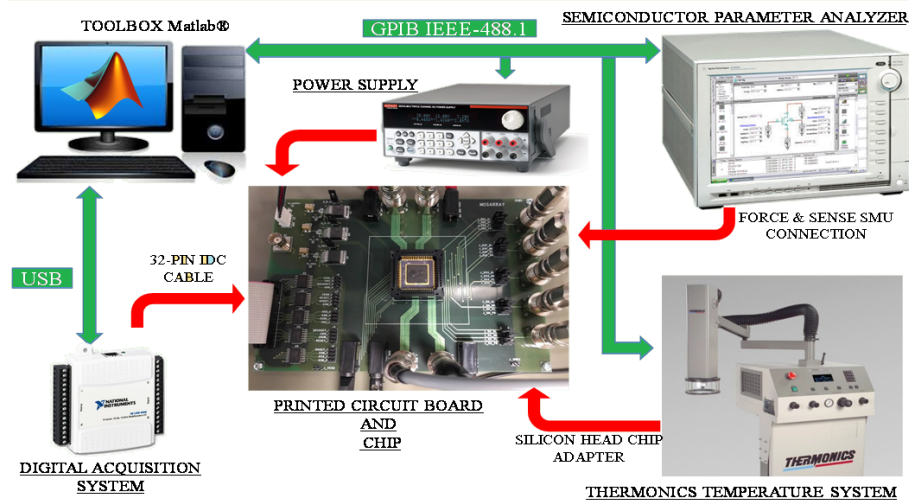 TOOLBOX Matlab®
GPIB IEEE-488.1
SEMICONDUCTOR PARAMETER ANALYZER
POWER SUPPLY
MOSARRAY
FORCE & SENSE SMU
CONNECTION
32-PIN IDC
CABLE
USB
NATIONAL
INSTRUMENTS
PRINTED CIRCUIT BOARD
AND
CHIP
SILICON HEAD CHIP
ADAPTER
DIGITAL ACQUISITION
SYSTEM
THERMONICS
THERMONICS TEMPERATURE SYSTEM